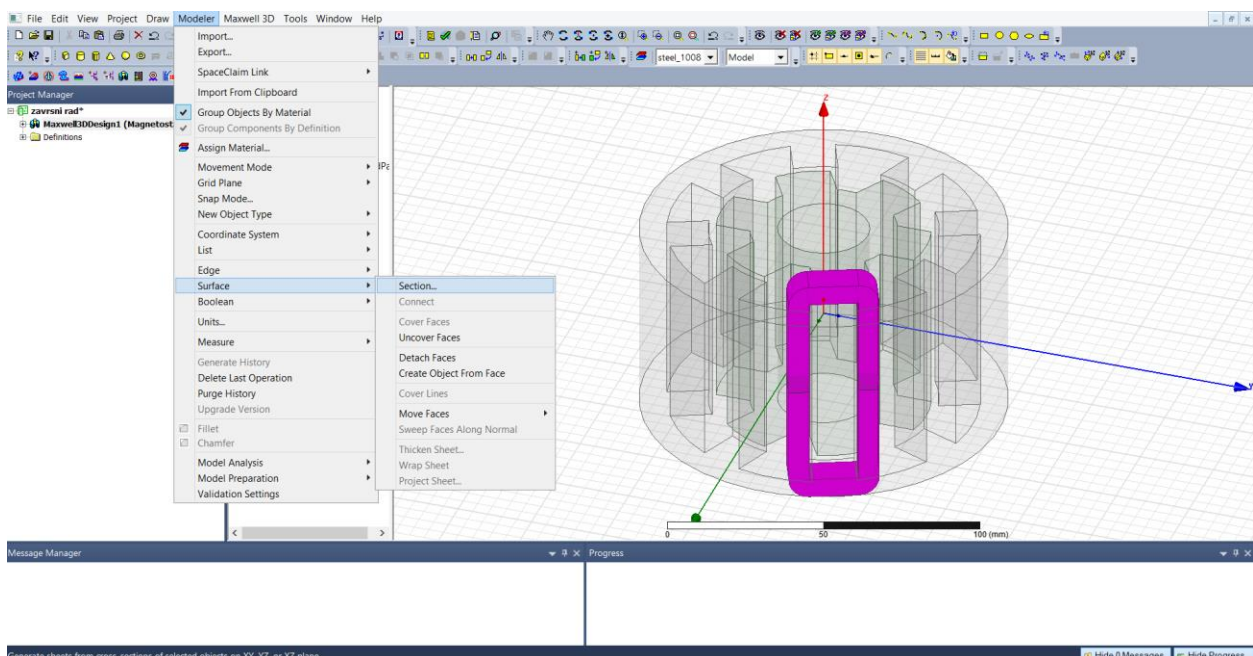 File Edit View Project Draw Modeler Maxwell 3D Tools Window Help
steel_1008 Model
Project Manager
zavrsni rad*
Maxwell3DDesign1 (Magnetost
Definitions
Import...
Export...
SpaceClaim Link
Import From Clipboard
Group Objects By Material
Group Components By Definition
Assign Material...
Movement Mode
Grid Plane
Snap Mode...
New Object Type
Coordinate System
List
Edge
Surface
Boolean
Units...
Measure
Generate History
Delete Last Operation
Purge History
Upgrade Version
Fillet
Chamfer
Model Analysis
Model Preparation
Validation Settings
Section...
Connect
Cover Faces
Uncover Faces
Detach Faces
Create Object From Face
Cover Lines
Move Faces
Sweep Faces Along Normal
Thicken Sheet...
Wrap Sheet
Project Sheet...
z
y
0 50 100 (mm)
Message Manager
Progress
Generate sheets from cross-sections of selected objects on XY, YZ, or XZ plane
Hide 0 Messages Hide Progress